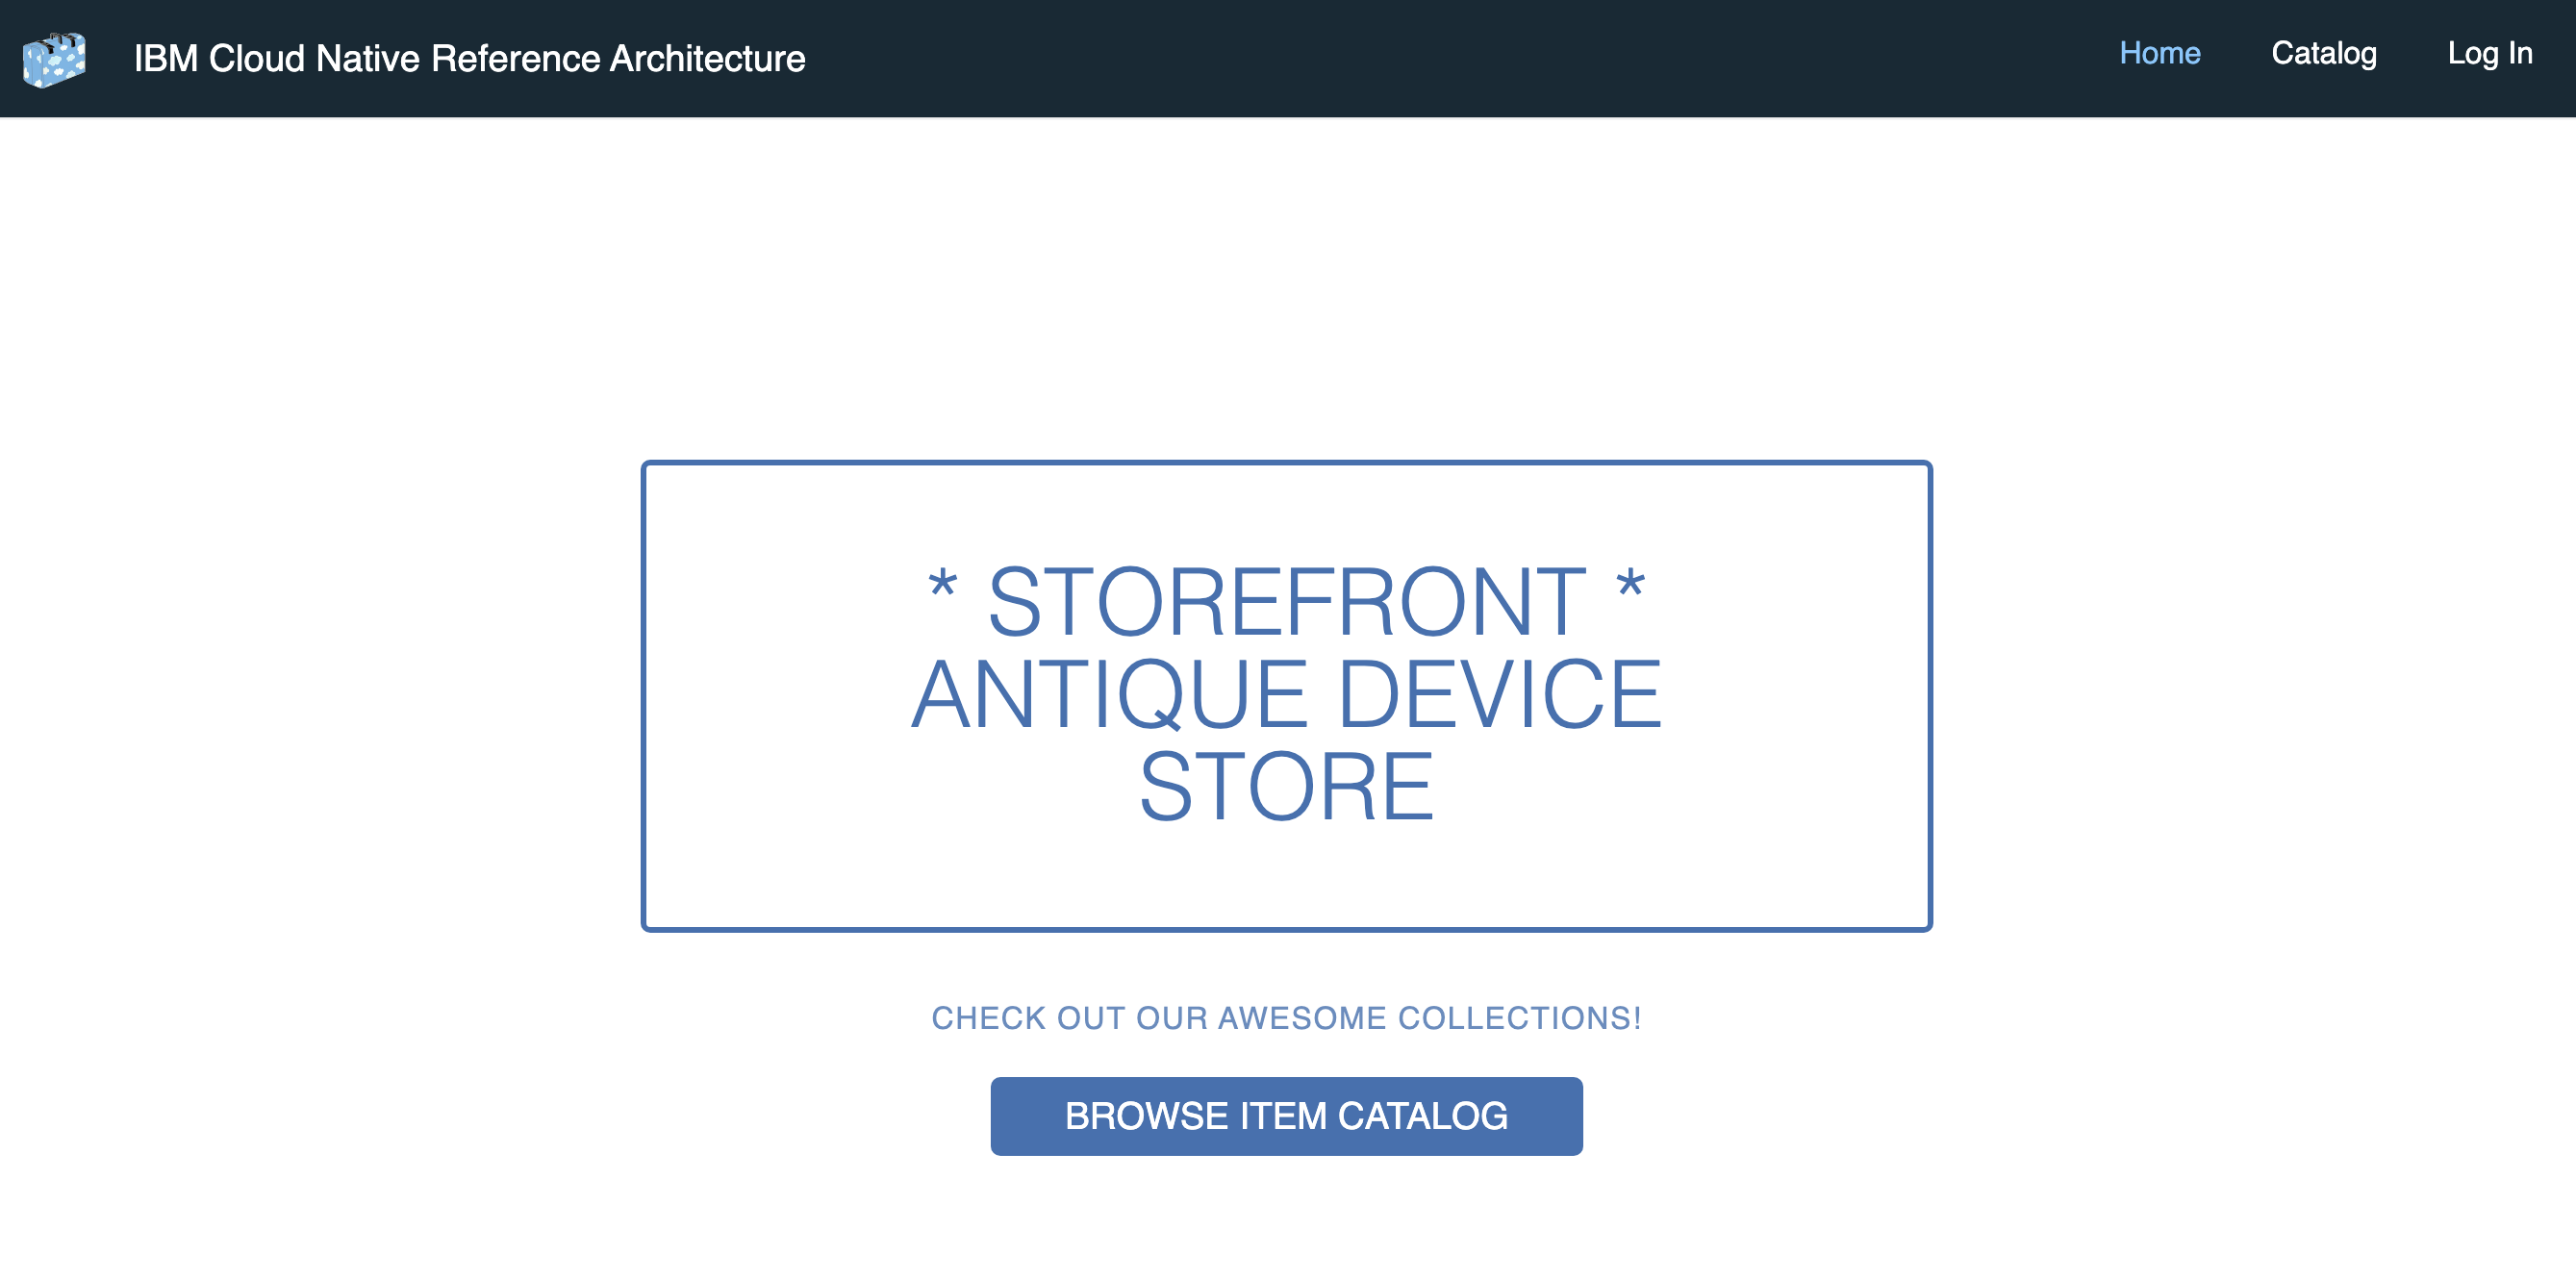 IBM Cloud Native Reference Architecture
Home
Catalog
Log In
* STOREFRONT *
ANTIQUE DEVICE
STORE
CHECK OUT OUR AWESOME COLLECTIONS!
BROWSE ITEM CATALOG